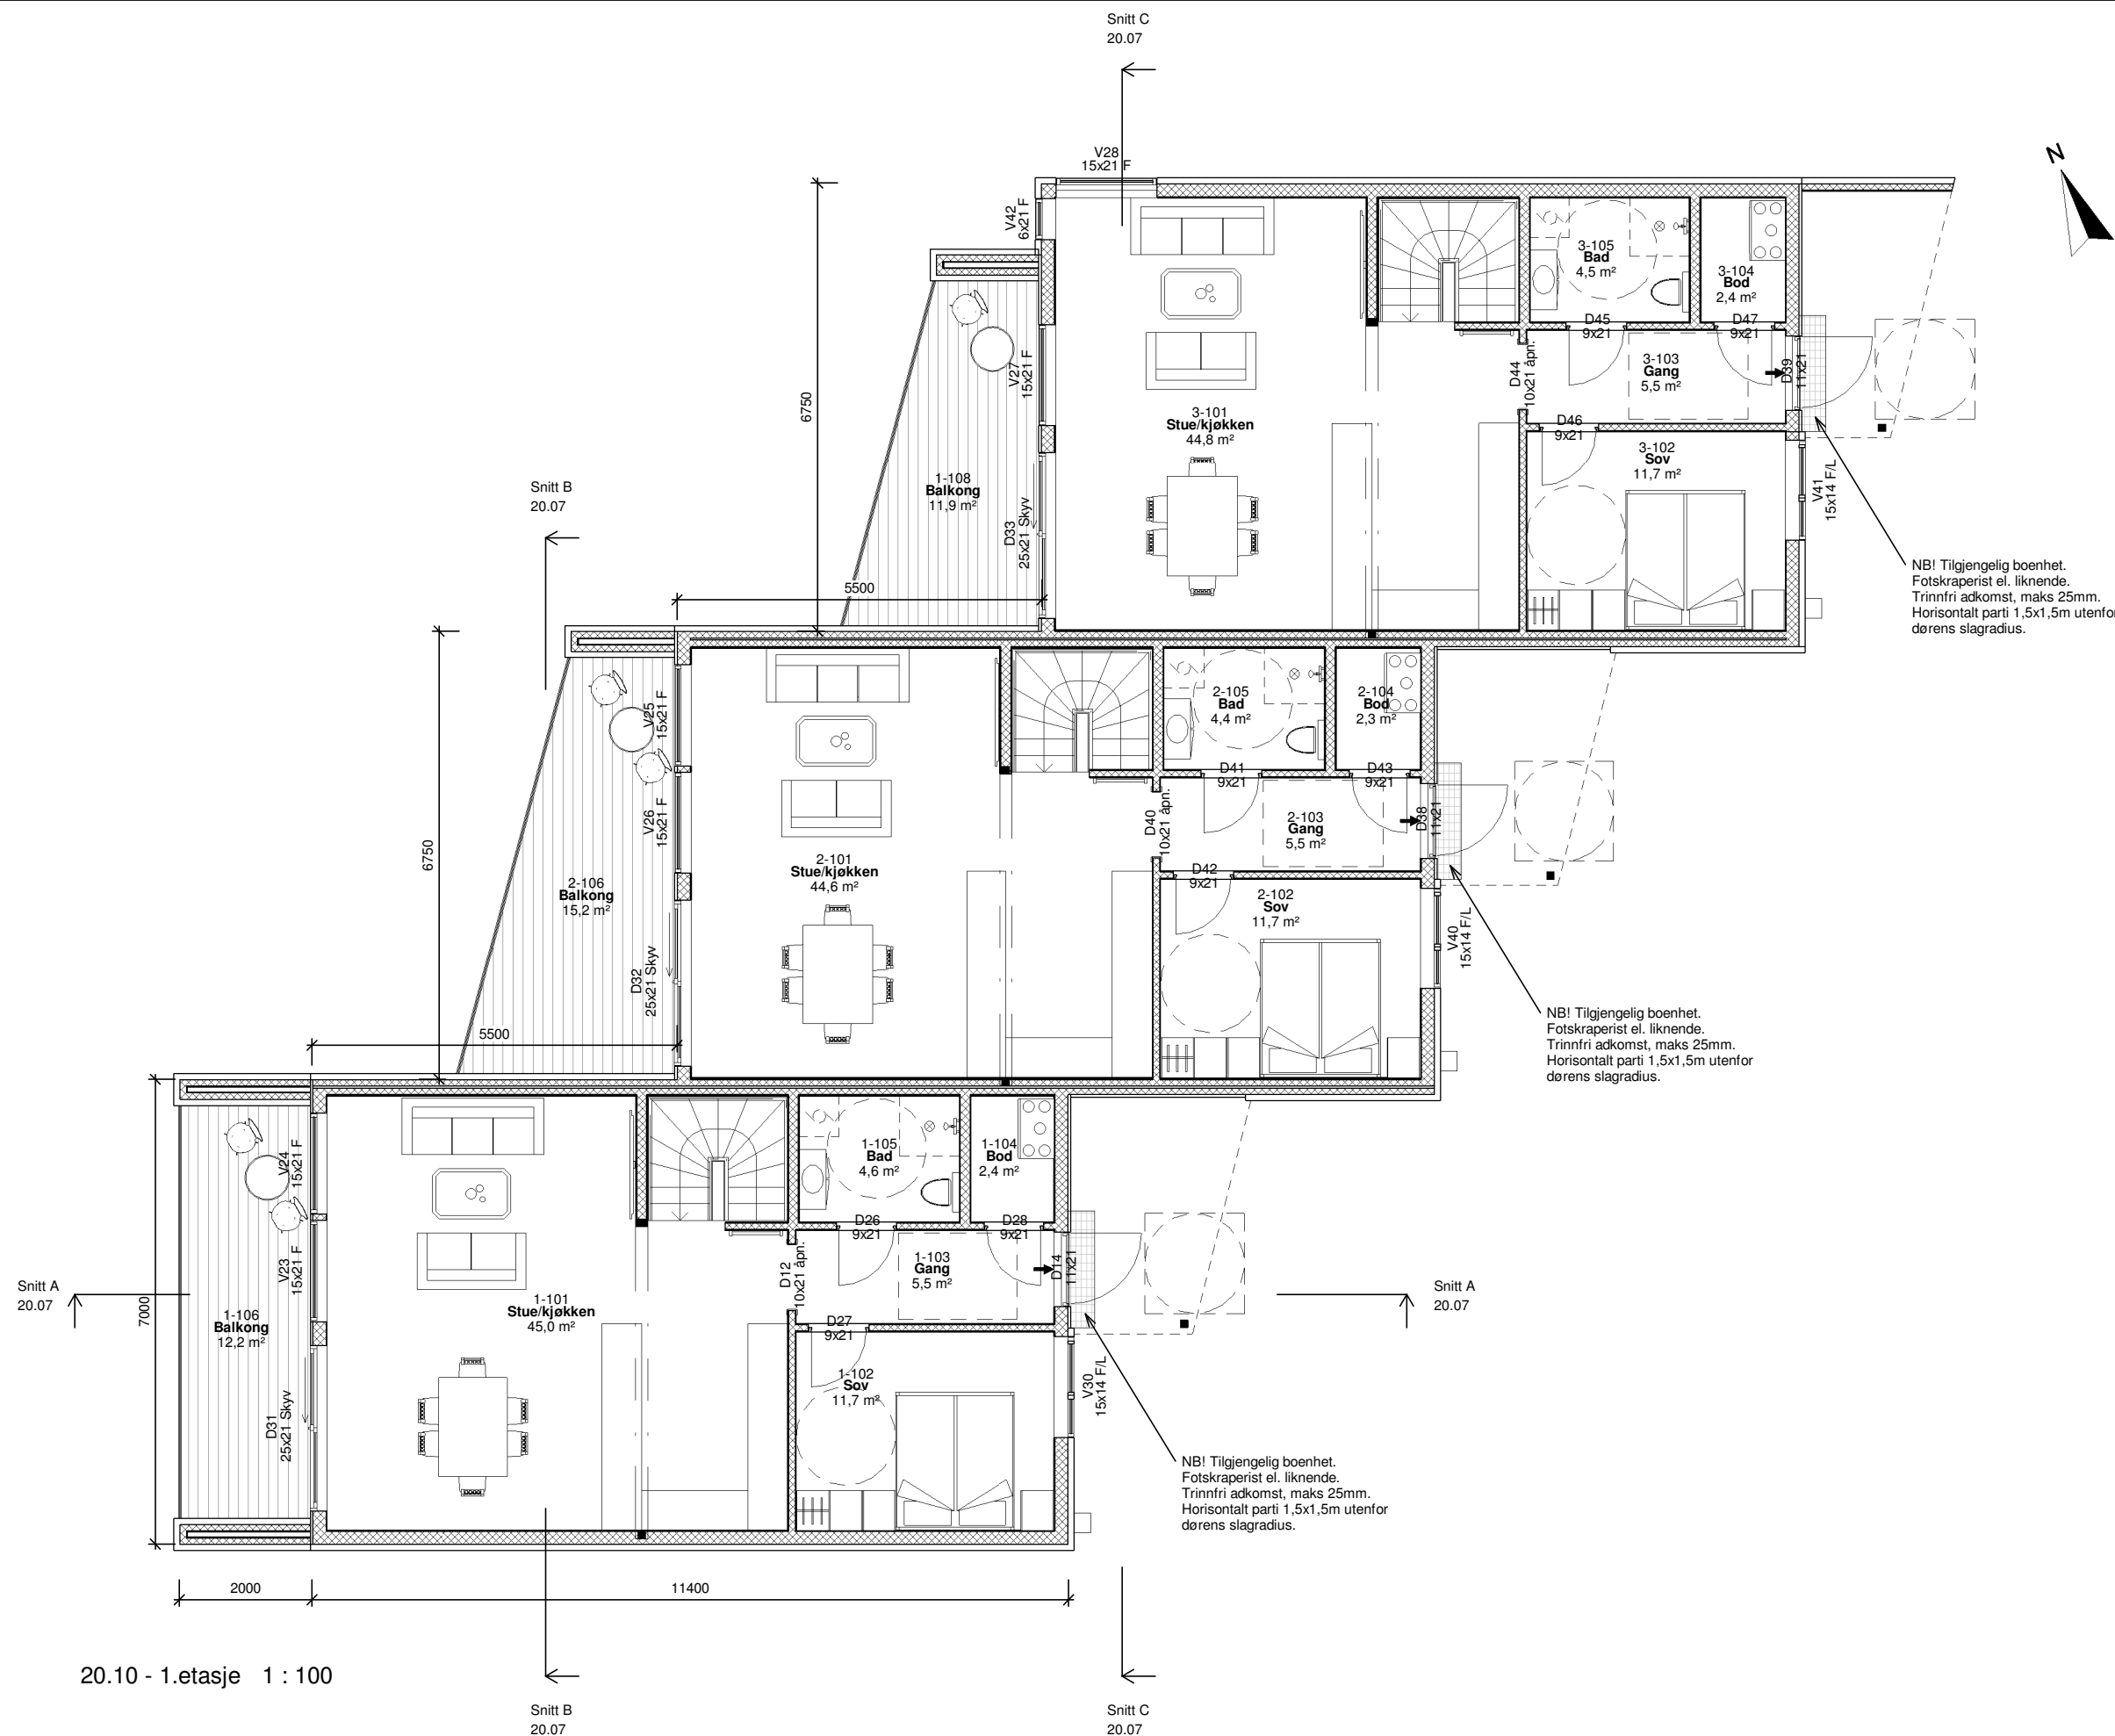 Snitt C
20.07
N
V28
15x21 F
V42
6x21 F
3-105
Bad
4,5 m²
3-104
Bod
2,4 m²
D45
9x21
D47
9x21
V27
15x21 F
D44
10x21 åpn.
3-103
Gang
5,5 m²
D39
11x21
6750
3-101
Stue/kjøkken
44,8 m²
D46
9x21
3-102
Sov
11,7 m²
V41
15x14 F/L
1-108
Balkong
11,9 m²
D33
25x21 Skyv
Snitt B
20.07
NB! Tilgjengelig boenhet.
Fotskraperist el. liknende.
Trinnfri adkomst, maks 25mm.
Horisontalt parti 1,5x1,5m utenfor
dørens slagradius.
5500
V25
15x21 F
2-105
Bad
4,4 m²
2-104
Bod
2,3 m²
D41
9x21
D43
9x21
V26
15x21 F
D40
10x21 åpn.
2-103
Gang
5,5 m²
D38
11x21
6750
2-101
Stue/kjøkken
44,6 m²
D42
9x21
2-106
Balkong
15,2 m²
2-102
Sov
11,7 m²
V40
15x14 F/L
D32
25x21 Skyv
NB! Tilgjengelig boenhet.
Fotskraperist el. liknende.
Trinnfri adkomst, maks 25mm.
Horisontalt parti 1,5x1,5m utenfor
dørens slagradius.
5500
V24
15x21 F
1-105
Bad
4,6 m²
1-104
Bod
2,4 m²
D26
9x21
D28
9x21
V23
15x21 F
D12
10x21 åpn.
1-103
Gang
5,5 m²
D14
11x21
Snitt A
20.07
Snitt A
20.07
7000
1-106
Balkong
12,2 m²
1-101
Stue/kjøkken
45,0 m²
D27
9x21
1-102
Sov
11,7 m²
V30
15x14 F/L
D31
25x21 Skyv
NB! Tilgjengelig boenhet.
Fotskraperist el. liknende.
Trinnfri adkomst, maks 25mm.
Horisontalt parti 1,5x1,5m utenfor
dørens slagradius.
2000
11400
20.10 - 1.etasje 1 : 100
Snitt B
20.07
Snitt C
20.07